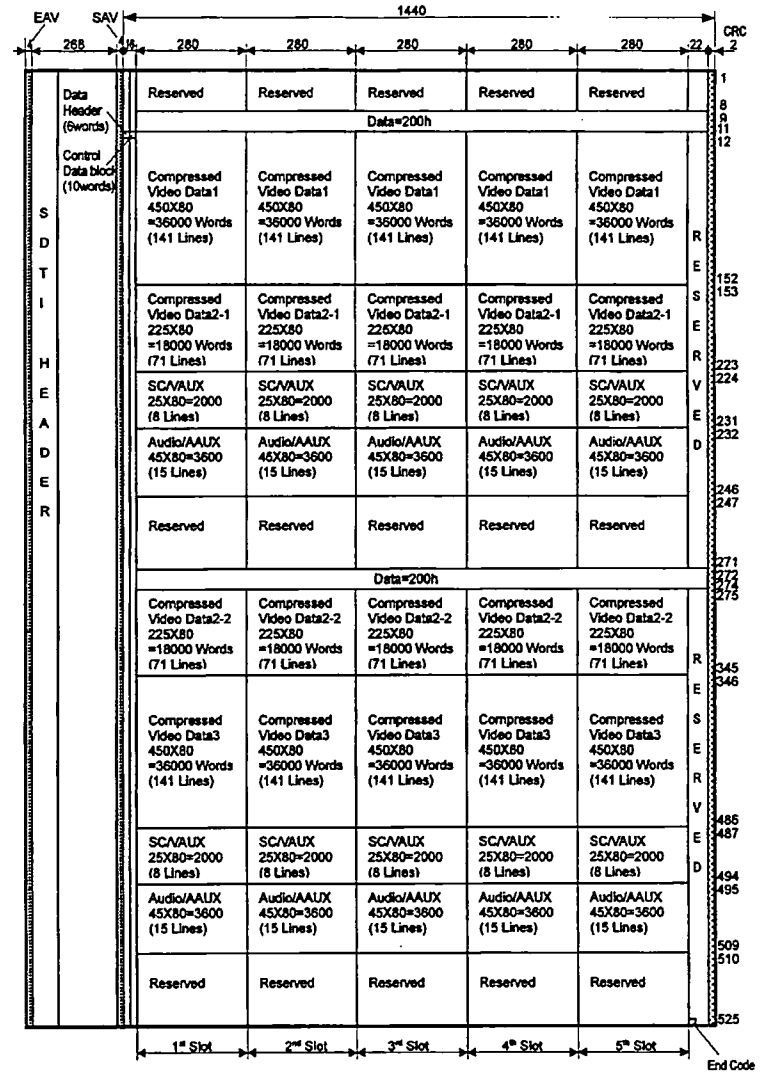 1440
EAV SAV CRC
4 268 4 16 280 280 280 280 280 22 2
Data
Header
(6words)
Reserved Reserved Reserved Reserved Reserved
1
8
Data=200h
9
11
12
Control
Data block
(10words)
Compressed Compressed Compressed Compressed Compressed
Video Data1 Video Data1 Video Data1 Video Data1 Video Data1
450X80 450X80 450X80 450X80 450X80
=36000 Words =36000 Words =36000 Words =36000 Words =36000 Words
(141 Lines) (141 Lines) (141 Lines) (141 Lines) (141 Lines)
152
153
Compressed Compressed Compressed Compressed Compressed
Video Data2-1 Video Data2-1 Video Data2-1 Video Data2-1 Video Data2-1
225X80 225X80 225X80 225X80 225X80
=18000 Words =18000 Words =18000 Words =18000 Words =18000 Words
(71 Lines) (71 Lines) (71 Lines) (71 Lines) (71 Lines)
223
224
SC/VAUX SC/VAUX SC/VAUX SC/VAUX SC/VAUX
25X80=2000 25X80=2000 25X80=2000 25X80=2000 25X80=2000
(8 Lines) (8 Lines) (8 Lines) (8 Lines) (8 Lines)
231
232
Audio/AAUX Audio/AAUX Audio/AAUX Audio/AAUX Audio/AAUX
45X80=3600 45X80=3600 45X80=3600 45X80=3600 45X80=3600
(15 Lines) (15 Lines) (15 Lines) (15 Lines) (15 Lines)
246
247
Reserved Reserved Reserved Reserved Reserved
271
Data=200h
272
274
275
Compressed Compressed Compressed Compressed Compressed
Video Data2-2 Video Data2-2 Video Data2-2 Video Data2-2 Video Data2-2
225X80 225X80 225X80 225X80 225X80
=18000 Words =18000 Words =18000 Words =18000 Words =18000 Words
(71 Lines) (71 Lines) (71 Lines) (71 Lines) (71 Lines)
345
346
Compressed Compressed Compressed Compressed Compressed
Video Data3 Video Data3 Video Data3 Video Data3 Video Data3
450X80 450X80 450X80 450X80 450X80
=36000 Words =36000 Words =36000 Words =36000 Words =36000 Words
(141 Lines) (141 Lines) (141 Lines) (141 Lines) (141 Lines)
486
487
SC/VAUX SC/VAUX SC/VAUX SC/VAUX SC/VAUX
25X80=2000 25X80=2000 25X80=2000 25X80=2000 25X80=2000
(8 Lines) (8 Lines) (8 Lines) (8 Lines) (8 Lines)
494
495
Audio/AAUX Audio/AAUX Audio/AAUX Audio/AAUX Audio/AAUX
45X80=3600 45X80=3600 45X80=3600 45X80=3600 45X80=3600
(15 Lines) (15 Lines) (15 Lines) (15 Lines) (15 Lines)
509
510
Reserved Reserved Reserved Reserved Reserved
525
SDTI HEADER
RESERVED
RESERVED
1st Slot 2nd Slot 3rd Slot 4th Slot 5th Slot
End Code